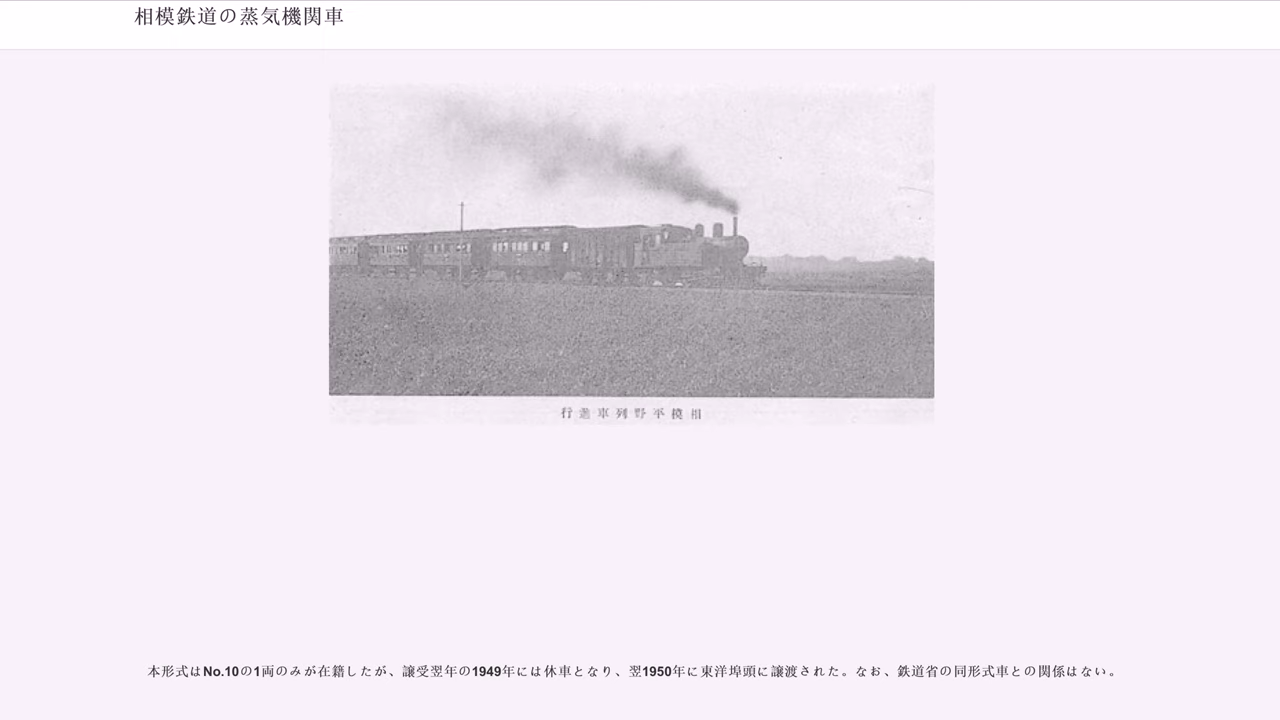 相模鉄道の蒸気機関車
行進車列野平模相
本形式はNo.10の1両のみが在籍したが、譲受翌年の1949年には休車となり、翌1950年に東洋埠頭に譲渡された。なお、鉄道省の同形式車との関係はない。